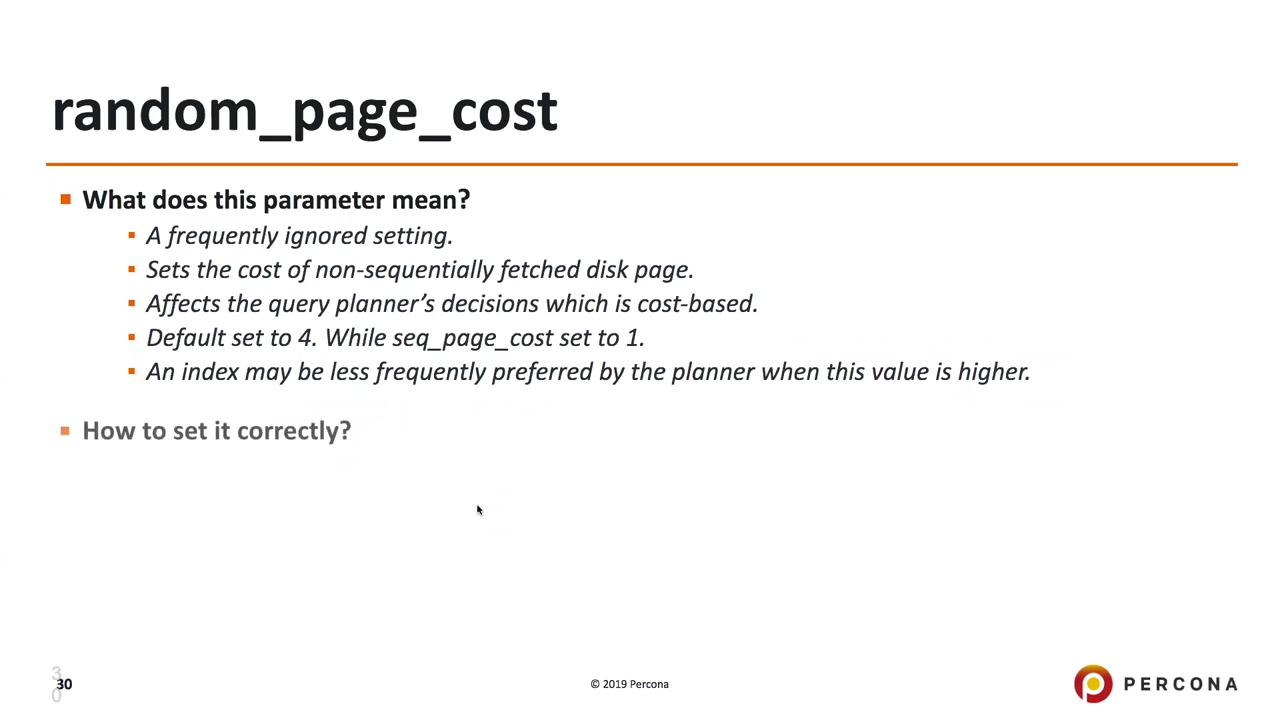 random_page_cost
What does this parameter mean?
A frequently ignored setting.
Sets the cost of non-sequentially fetched disk page.
Affects the query planner’s decisions which is cost-based.
Default set to 4. While seq_page_cost set to 1.
An index may be less frequently preferred by the planner when this value is higher.
How to set it correctly?
3
0
30
© 2019 Percona
PERCONA